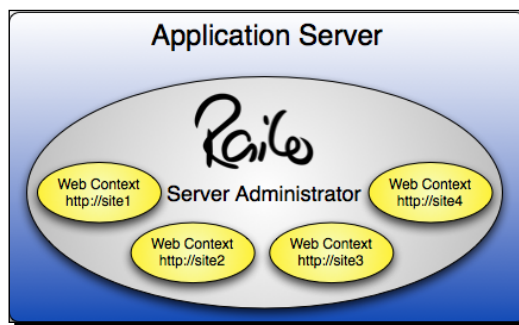 Application Server
Railo
Server Administrator
Web Context
http://site1
Web Context
http://site4
Web Context
http://site2
Web Context
http://site3